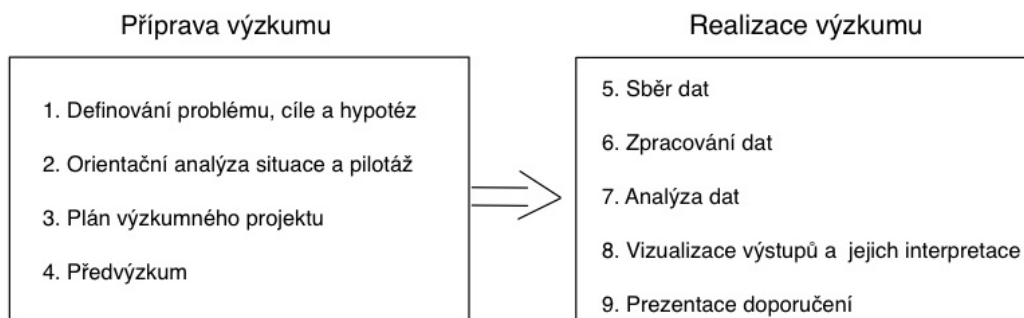 Příprava výzkumu
1. Definování problému, cíle a hypotéz
2. Orientační analýza situace a pilotáž
3. Plán výzkumného projektu
4. Předvýzkum
Realizace výzkumu
5. Sběr dat
6. Zpracování dat
7. Analýza dat
8. Vizualizace výstupů a jejich interpretace
9. Prezentace doporučení